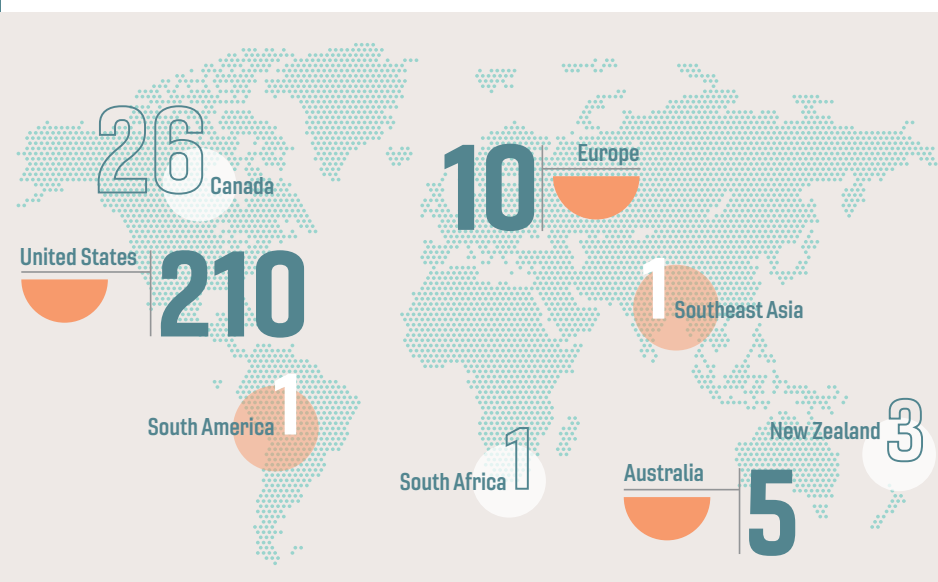 26
Canada
10
Europe
United States
210
1
Southeast Asia
South America
1
South Africa
1
New Zealand
3
Australia
5